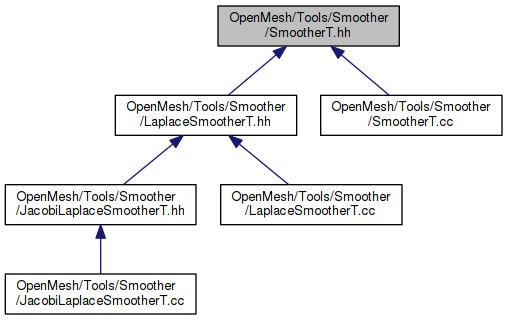 OpenMesh/Tools/Smoother
/SmootherT.hh
OpenMesh/Tools/Smoother
/LaplaceSmootherT.hh
OpenMesh/Tools/Smoother
/SmootherT.cc
OpenMesh/Tools/Smoother
/JacobiLaplaceSmootherT.hh
OpenMesh/Tools/Smoother
/LaplaceSmootherT.cc
OpenMesh/Tools/Smoother
/JacobiLaplaceSmootherT.cc